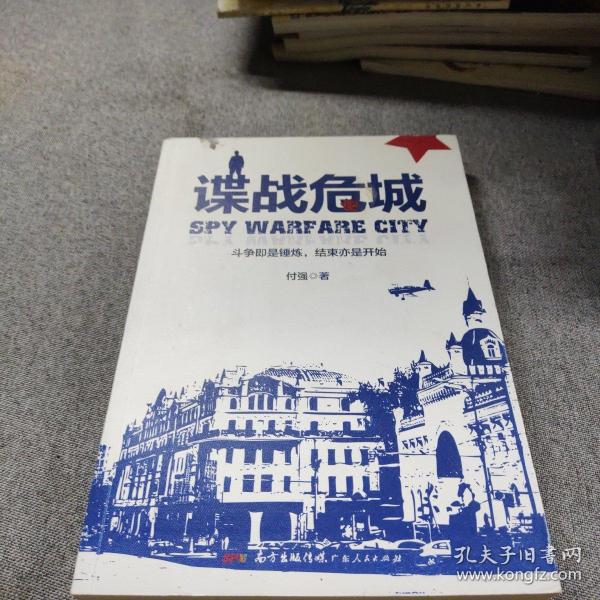 谍战危城
SPY WARFARE CITY
斗争即是锤炼，结束亦是开始
付强◎著
南方出版传媒 广东人民出版社
孔夫子旧书网
www.kongfz.com